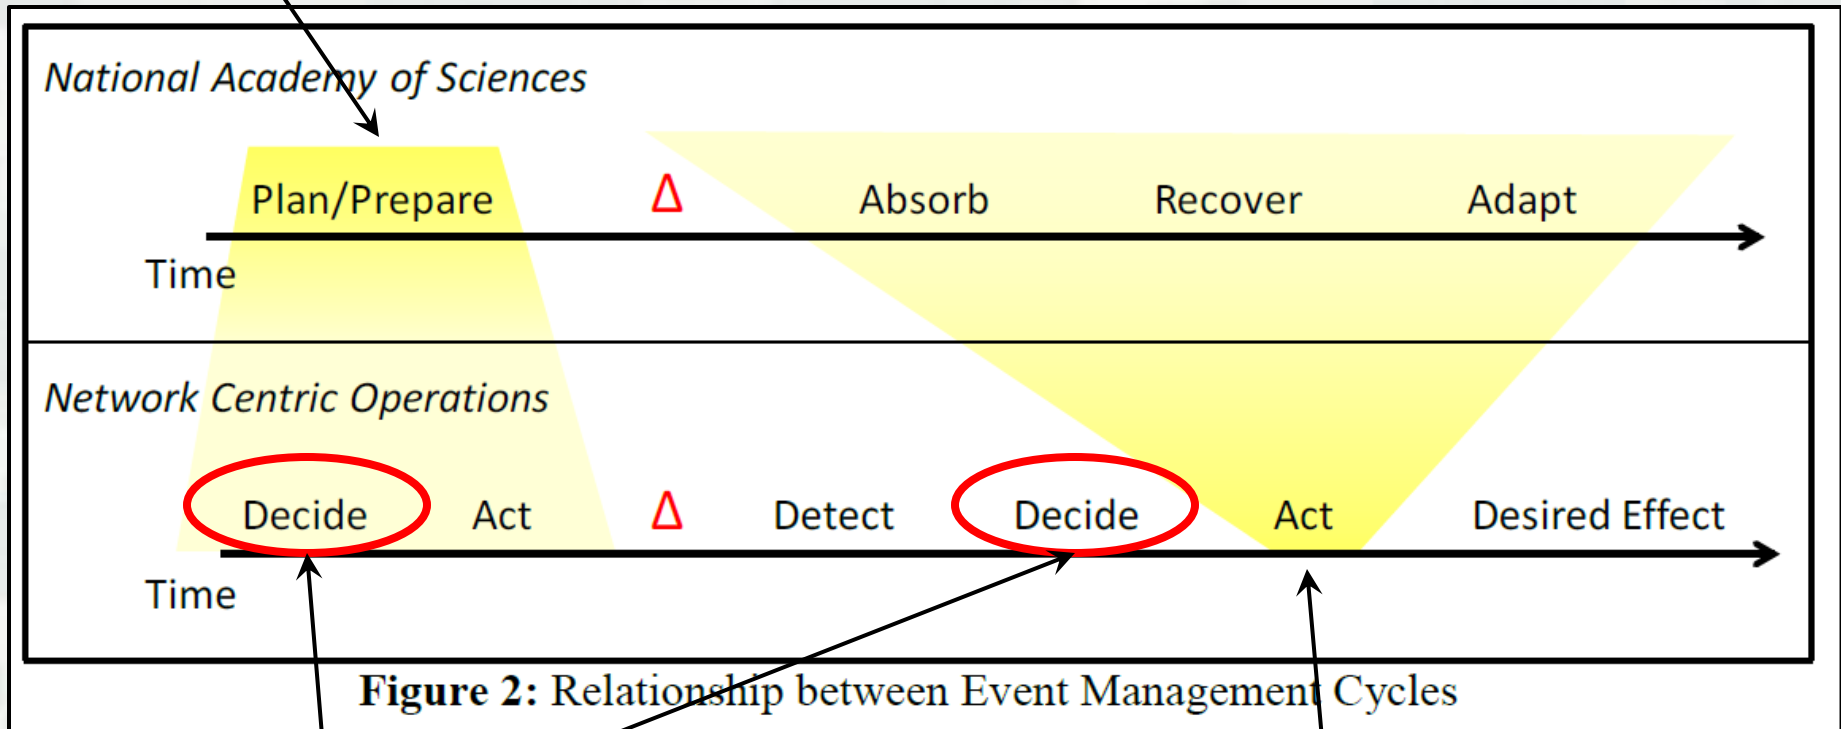 National Academy of Sciences
Plan/Prepare Δ Absorb Recover Adapt
Time
Network Centric Operations
Decide Act Δ Detect Decide Act Desired Effect
Time
Figure 2: Relationship between Event Management Cycles